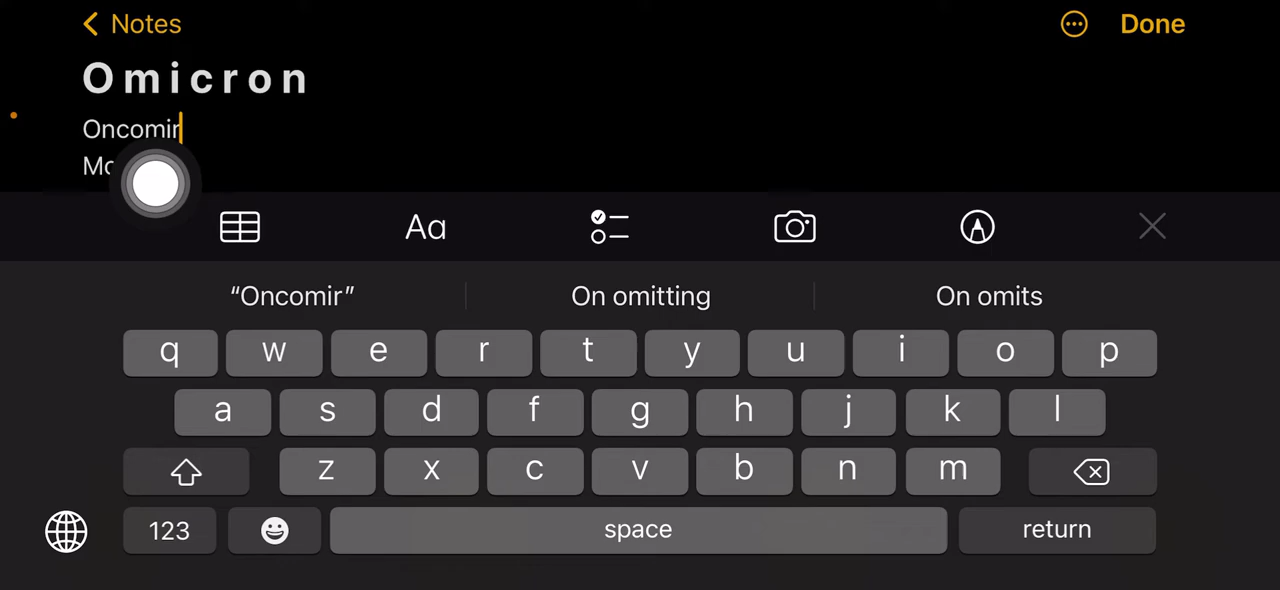 Notes
Done
Omicron
Oncomir
Aa
“Oncomir” On omitting On omits
q w e r t y u i o p
a s d f g h j k l
z x c v b n m
123 space return